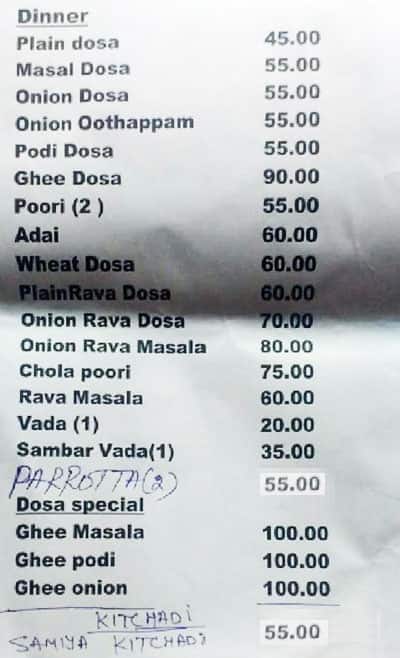 Dinner
Plain dosa 45.00
Masal Dosa 55.00
Onion Dosa 55.00
Onion Oothappam 55.00
Podi Dosa 55.00
Ghee Dosa 90.00
Poori (2 ) 55.00
Adai 60.00
Wheat Dosa 60.00
PlainRava Dosa 60.00
Onion Rava Dosa 70.00
Onion Rava Masala 80.00
Chola poori 75.00
Rava Masala 60.00
Vada (1) 20.00
Sambar Vada(1) 35.00
PARROTTA(2) 55.00
Dosa special
Ghee Masala 100.00
Ghee podi 100.00
Ghee onion 100.00
KITCHADI
SAMIYA KITCHADI 55.00